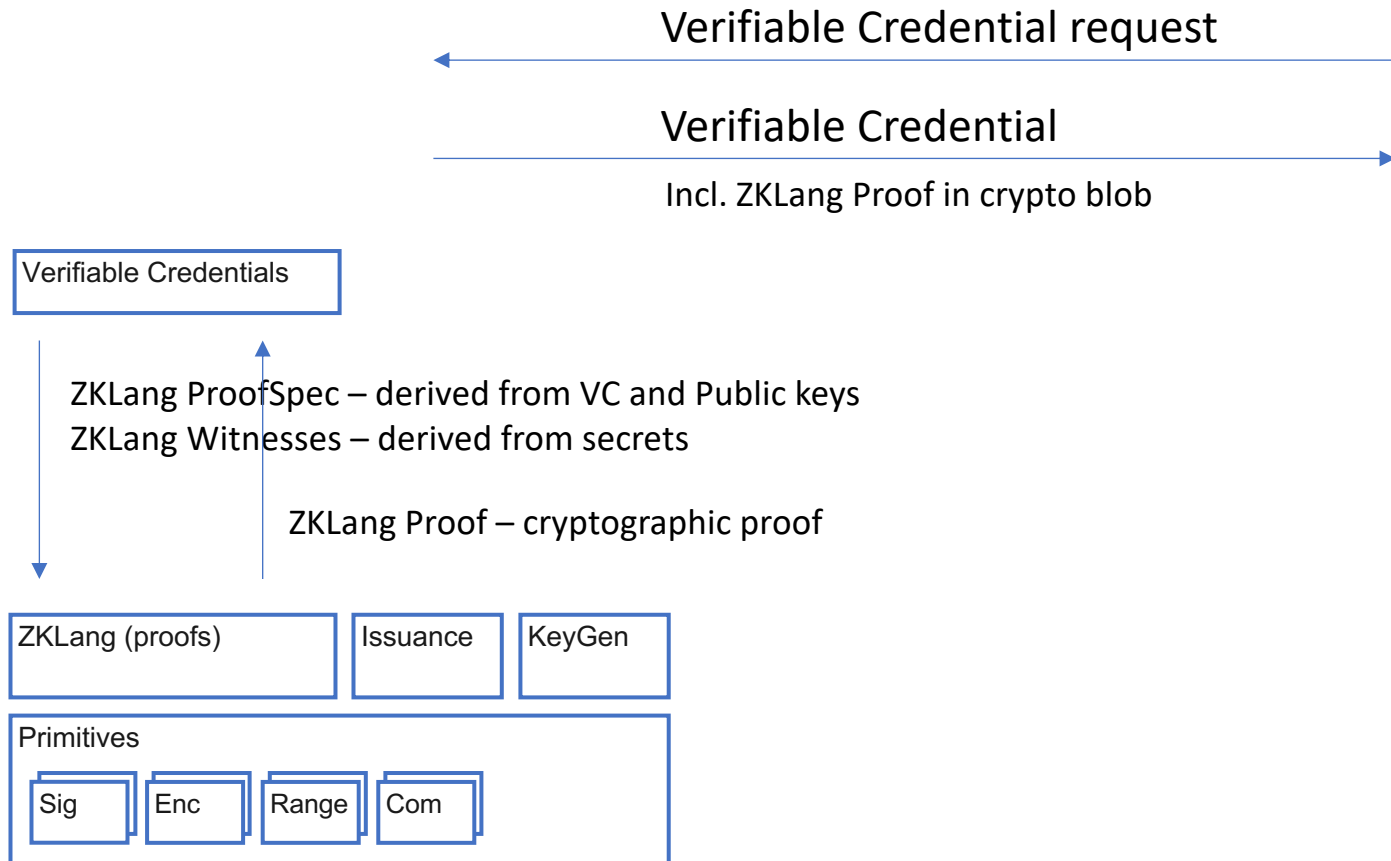 Verifiable Credential request
Verifiable Credential
Incl. ZKLang Proof in crypto blob
Verifiable Credentials
ZKLang ProofSpec – derived from VC and Public keys
ZKLang Witnesses – derived from secrets
ZKLang Proof – cryptographic proof
ZKLang (proofs)
Issuance
KeyGen
Primitives
Sig
Enc
Range
Com